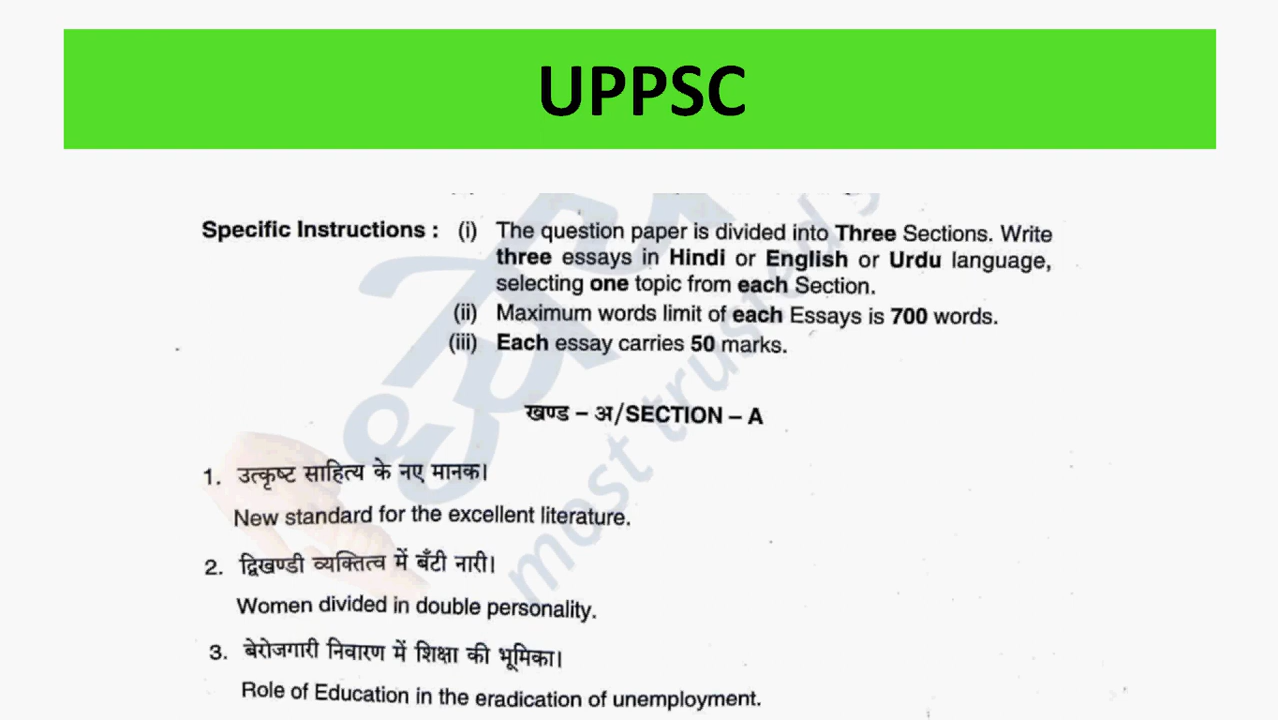 UPPSC
Specific Instructions : (i) The question paper is divided into Three Sections. Write
three essays in Hindi or English or Urdu language,
selecting one topic from each Section.
(ii) Maximum words limit of each Essays is 700 words.
(iii) Each essay carries 50 marks.
खण्ड – अ/SECTION – A
1. उत्कृष्ट साहित्य के नए मानक।
New standard for the excellent literature.
2. द्विखण्डी व्यक्तित्व में बँटी नारी।
Women divided in double personality.
3. बेरोजगारी निवारण में शिक्षा की भूमिका।
Role of Education in the eradication of unemployment.
most trusted